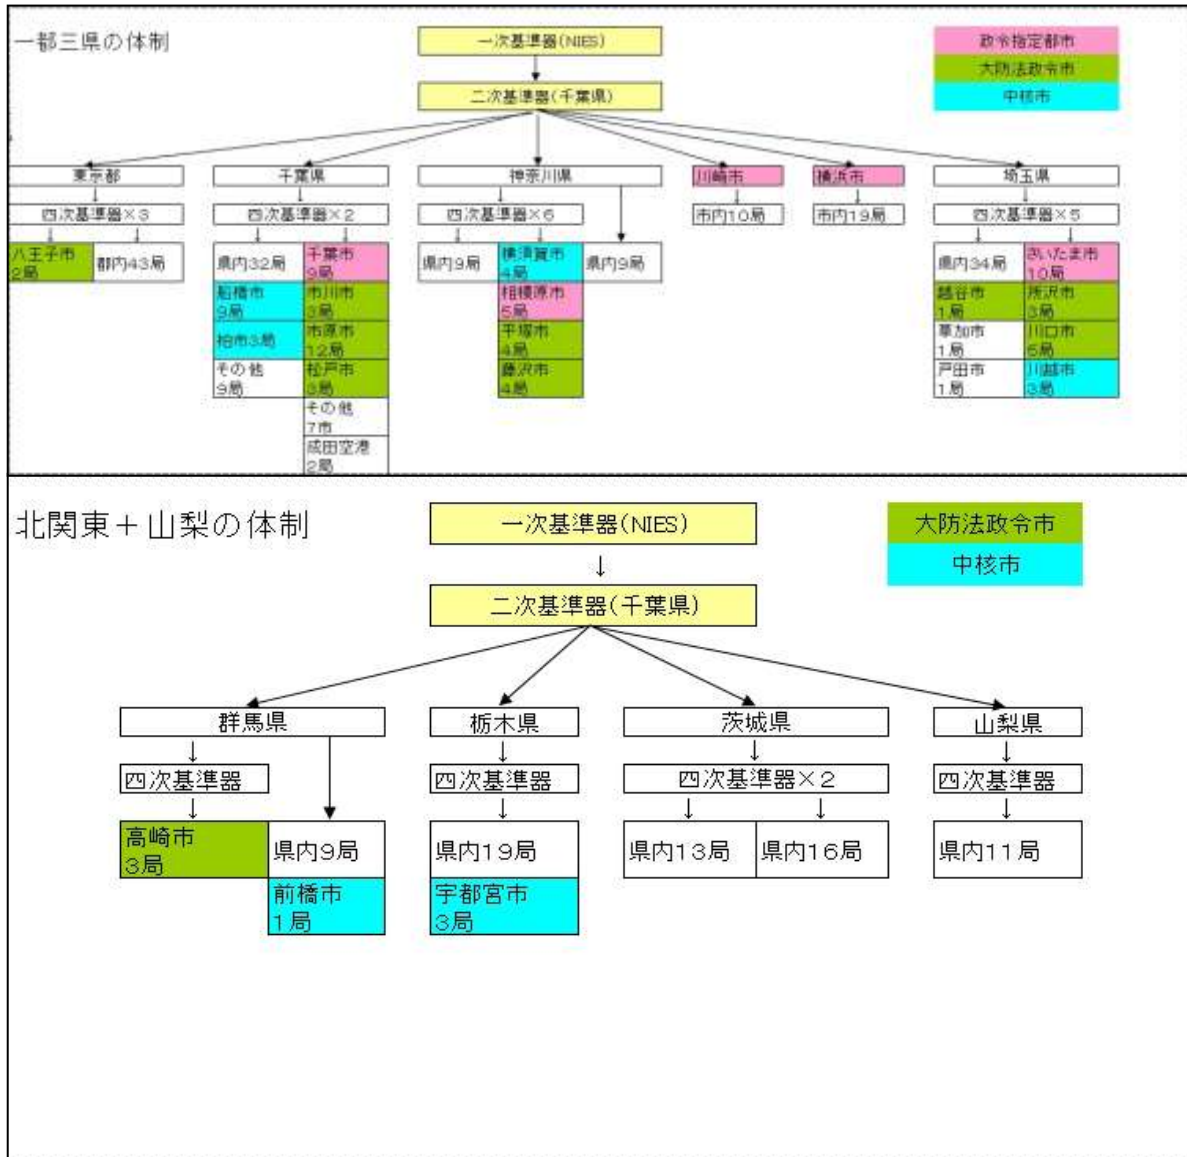 一都三県の体制
一次基準器(NIES)
二次基準器(千葉県)
政令指定都市
大防法政令市
中核市
東京都
千葉県
神奈川県
川崎市
横浜市
埼玉県
四次基準器×3
四次基準器×2
四次基準器×6
市内10局
市内19局
四次基準器×5
八王子市
2局
都内43局
県内32局
千葉市
9局
船橋市
9局
市川市
3局
柏市3局
市原市
12局
その他
9局
松戸市
3局
その他
7市
成田空港
2局
県内9局
横須賀市
4局
県内9局
相模原市
5局
平塚市
4局
藤沢市
4局
県内34局
さいたま市
10局
越谷市
1局
所沢市
3局
草加市
1局
川口市
5局
戸田市
1局
川越市
3局
北関東+山梨の体制
一次基準器(NIES)
↓
二次基準器(千葉県)
大防法政令市
中核市
群馬県
栃木県
茨城県
山梨県
四次基準器
四次基準器
四次基準器×2
四次基準器
高崎市
3局
県内9局
前橋市
1局
県内19局
宇都宮市
3局
県内13局
県内16局
県内11局